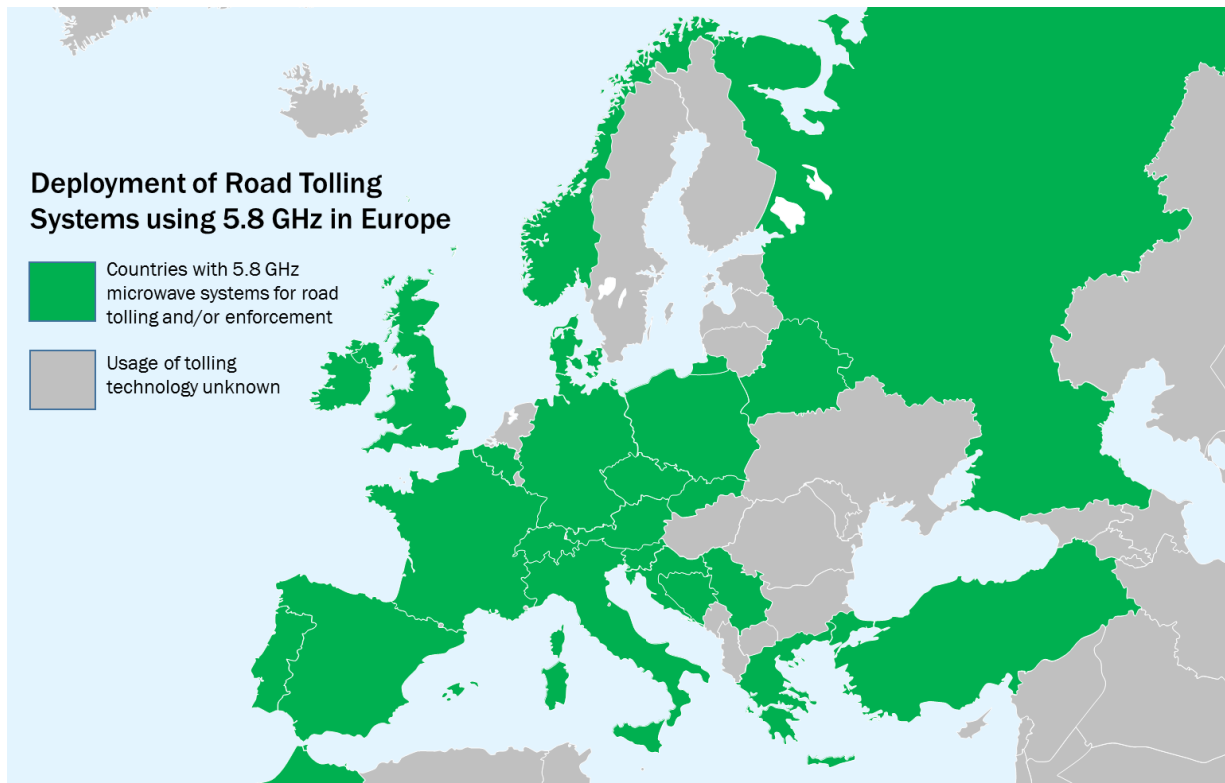 Deployment of Road Tolling
Systems using 5.8 GHz in Europe
Countries with 5.8 GHz
microwave systems for road
tolling and/or enforcement
Usage of tolling
technology unknown